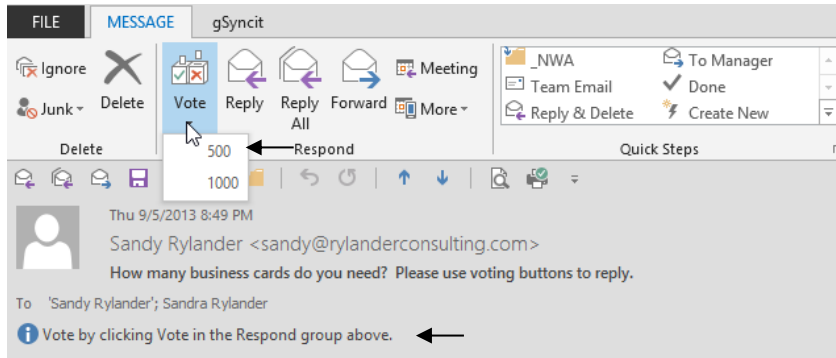 FILE MESSAGE gSyncit
Ignore Meeting _NWA To Manager
Team Email Done
Junk Delete Vote Reply Reply Forward More Reply & Delete Create New
All
Delete Respond Quick Steps
500
1000
Thu 9/5/2013 8:49 PM
Sandy Rylander <sandy@rylanderconsulting.com>
How many business cards do you need? Please use voting buttons to reply.
To 'Sandy Rylander'; Sandra Rylander
Vote by clicking Vote in the Respond group above.